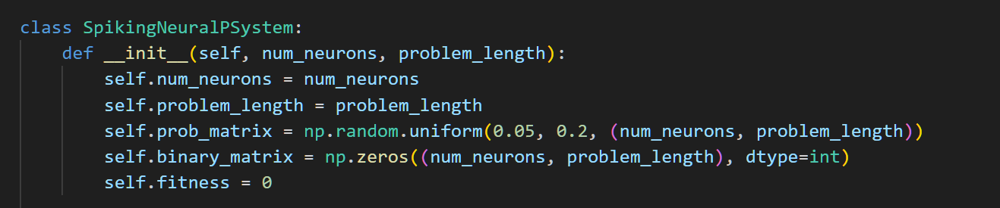 class SpikingNeuralPSystem:
    def __init__(self, num_neurons, problem_length):
        self.num_neurons = num_neurons
        self.problem_length = problem_length
        self.prob_matrix = np.random.uniform(0.05, 0.2, (num_neurons, problem_length))
        self.binary_matrix = np.zeros((num_neurons, problem_length), dtype=int)
        self.fitness = 0